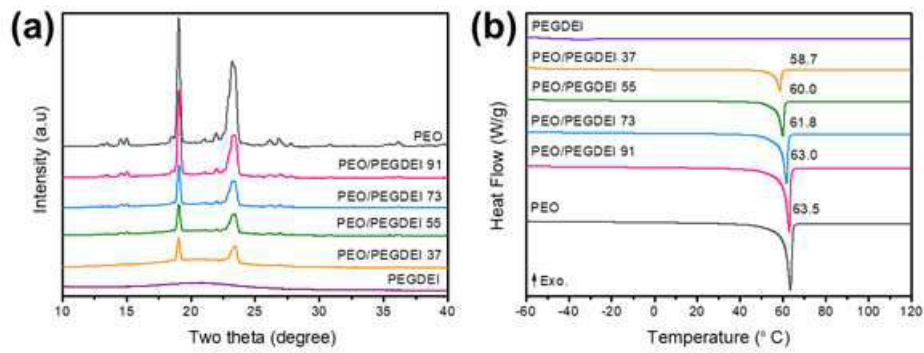 (a)
Intensity (a.u)
PEO
PEO/PEGDEI 91
PEO/PEGDEI 73
PEO/PEGDEI 55
PEO/PEGDEI 37
PEGDEI
10 15 20 25 30 35 40
Two theta (degree)
(b)
Heat Flow (W/g)
PEGDEI
PEO/PEGDEI 37
58.7
PEO/PEGDEI 55
60.0
PEO/PEGDEI 73
61.8
PEO/PEGDEI 91
63.0
PEO
63.5
Exo.
-60 -40 -20 0 20 40 60 80 100 120
Temperature (° C)